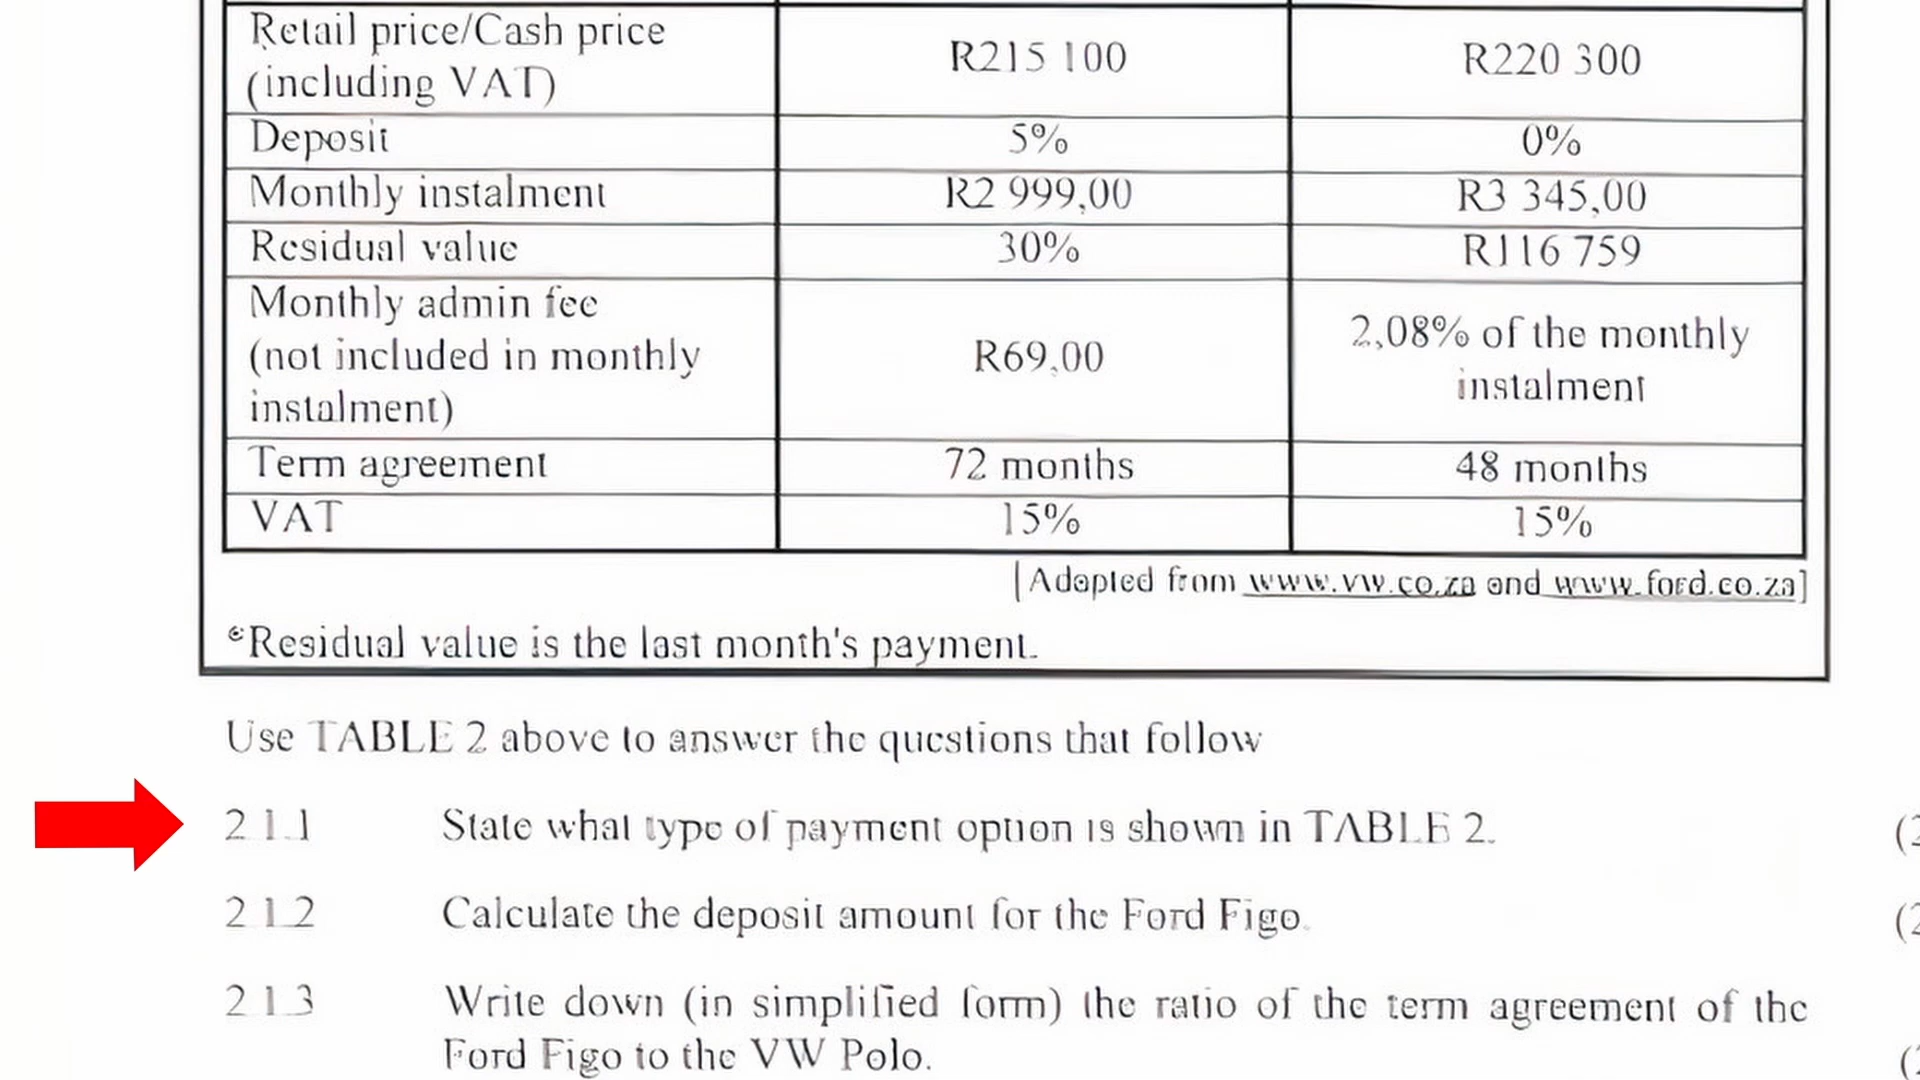 Retail price/Cash price
(including VAT) R215 100 R220 300
Deposit 5% 0%
Monthly instalment R2 999,00 R3 345,00
Residual value 30% R116 759
Monthly admin fee
(not included in monthly
instalment) R69,00 2,08% of the monthly
instalment
Term agreement 72 months 48 months
VAT 15% 15%
[Adapted from www.vw.co.za and www.ford.co.za]
*Residual value is the last month's payment.
Use TABLE 2 above to answer the questions that follow
2.1.1 State what type of payment option is shown in TABLE 2. (2
2.1.2 Calculate the deposit amount for the Ford Figo. (2
2.1.3 Write down (in simplified form) the ratio of the term agreement of the
Ford Figo to the VW Polo. (2